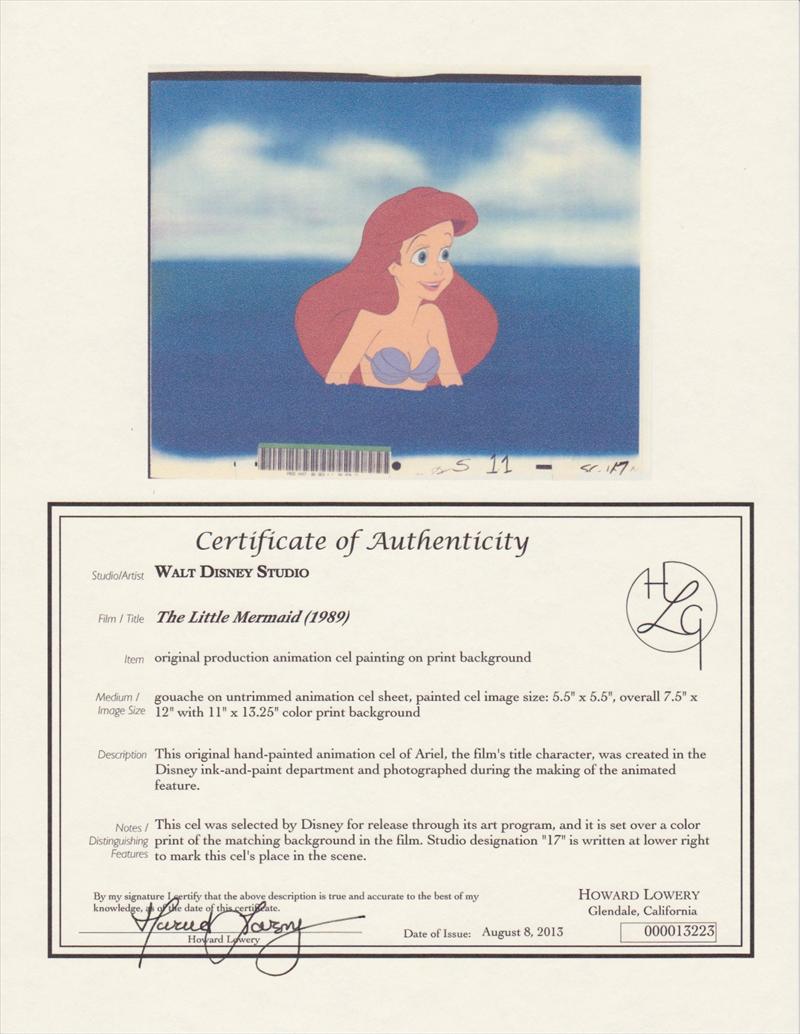 S 11 - SC. 17
Certificate of Authenticity
Studio/Artist WALT DISNEY STUDIO
HLG
Film / Title The Little Mermaid (1989)
Item original production animation cel painting on print background
Medium / gouache on untrimmed animation cel sheet, painted cel image size: 5.5" x 5.5", overall 7.5" x
Image Size 12" with 11" x 13.25" color print background
Description This original hand-painted animation cel of Ariel, the film's title character, was created in the
Disney ink-and-paint department and photographed during the making of the animated
feature.
Notes / This cel was selected by Disney for release through its art program, and it is set over a color
Distinguishing print of the matching background in the film. Studio designation "17" is written at lower right
Features to mark this cel's place in the scene.
By my signature I certify that the above description is true and accurate to the best of my
knowledge, as of the date of this certificate.
Howard Lowery
Howard Lowery
Date of Issue: August 8, 2013
HOWARD LOWERY
Glendale, California
000013223